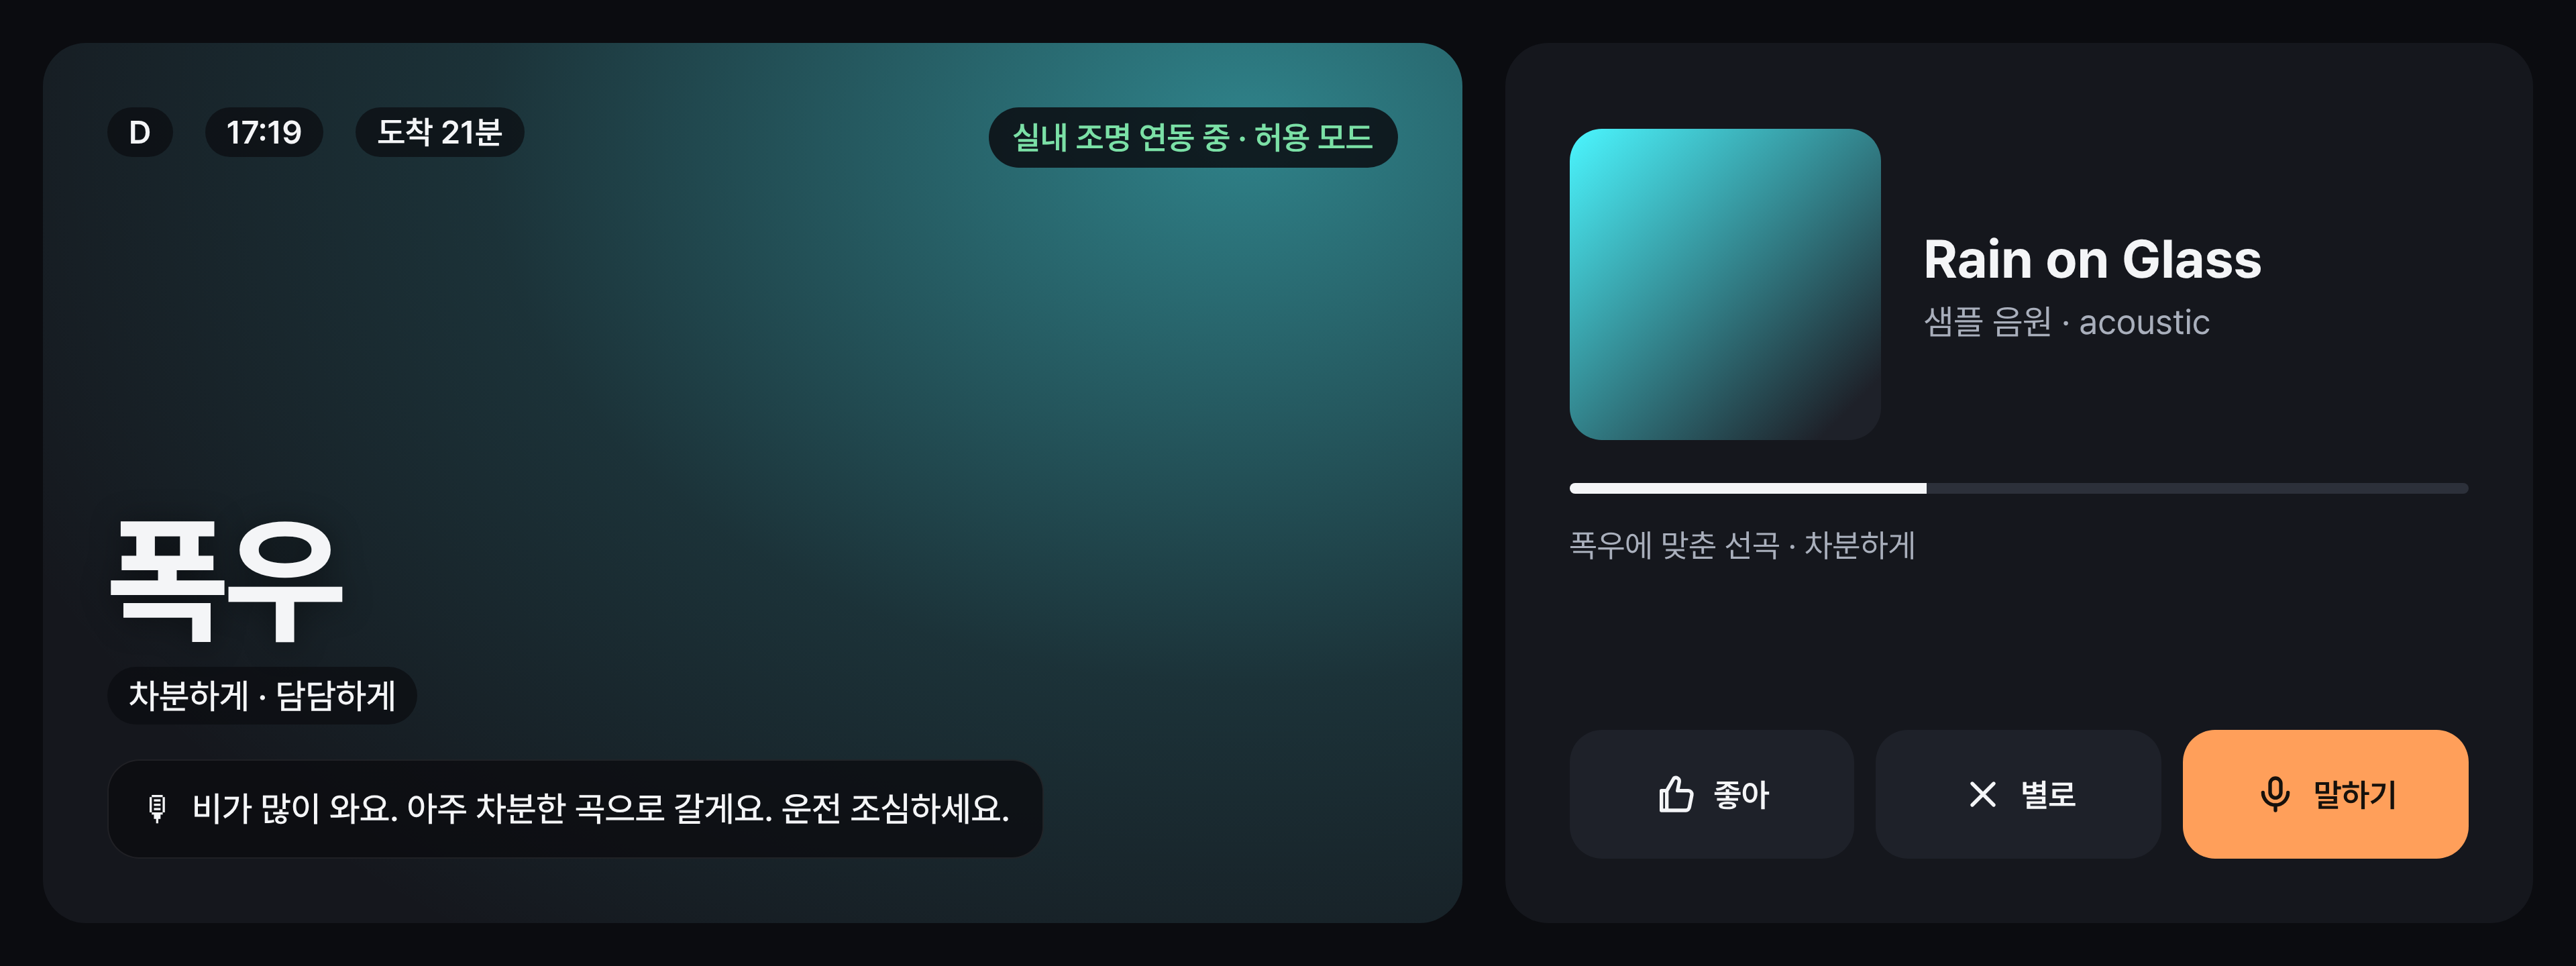 D
17:19
도착 21분
실내 조명 연동 중 · 허용 모드
폭우
차분하게 · 담담하게
비가 많이 와요. 아주 차분한 곡으로 갈게요. 운전 조심하세요.
Rain on Glass
샘플 음원 · acoustic
폭우에 맞춘 선곡 · 차분하게
좋아
별로
말하기